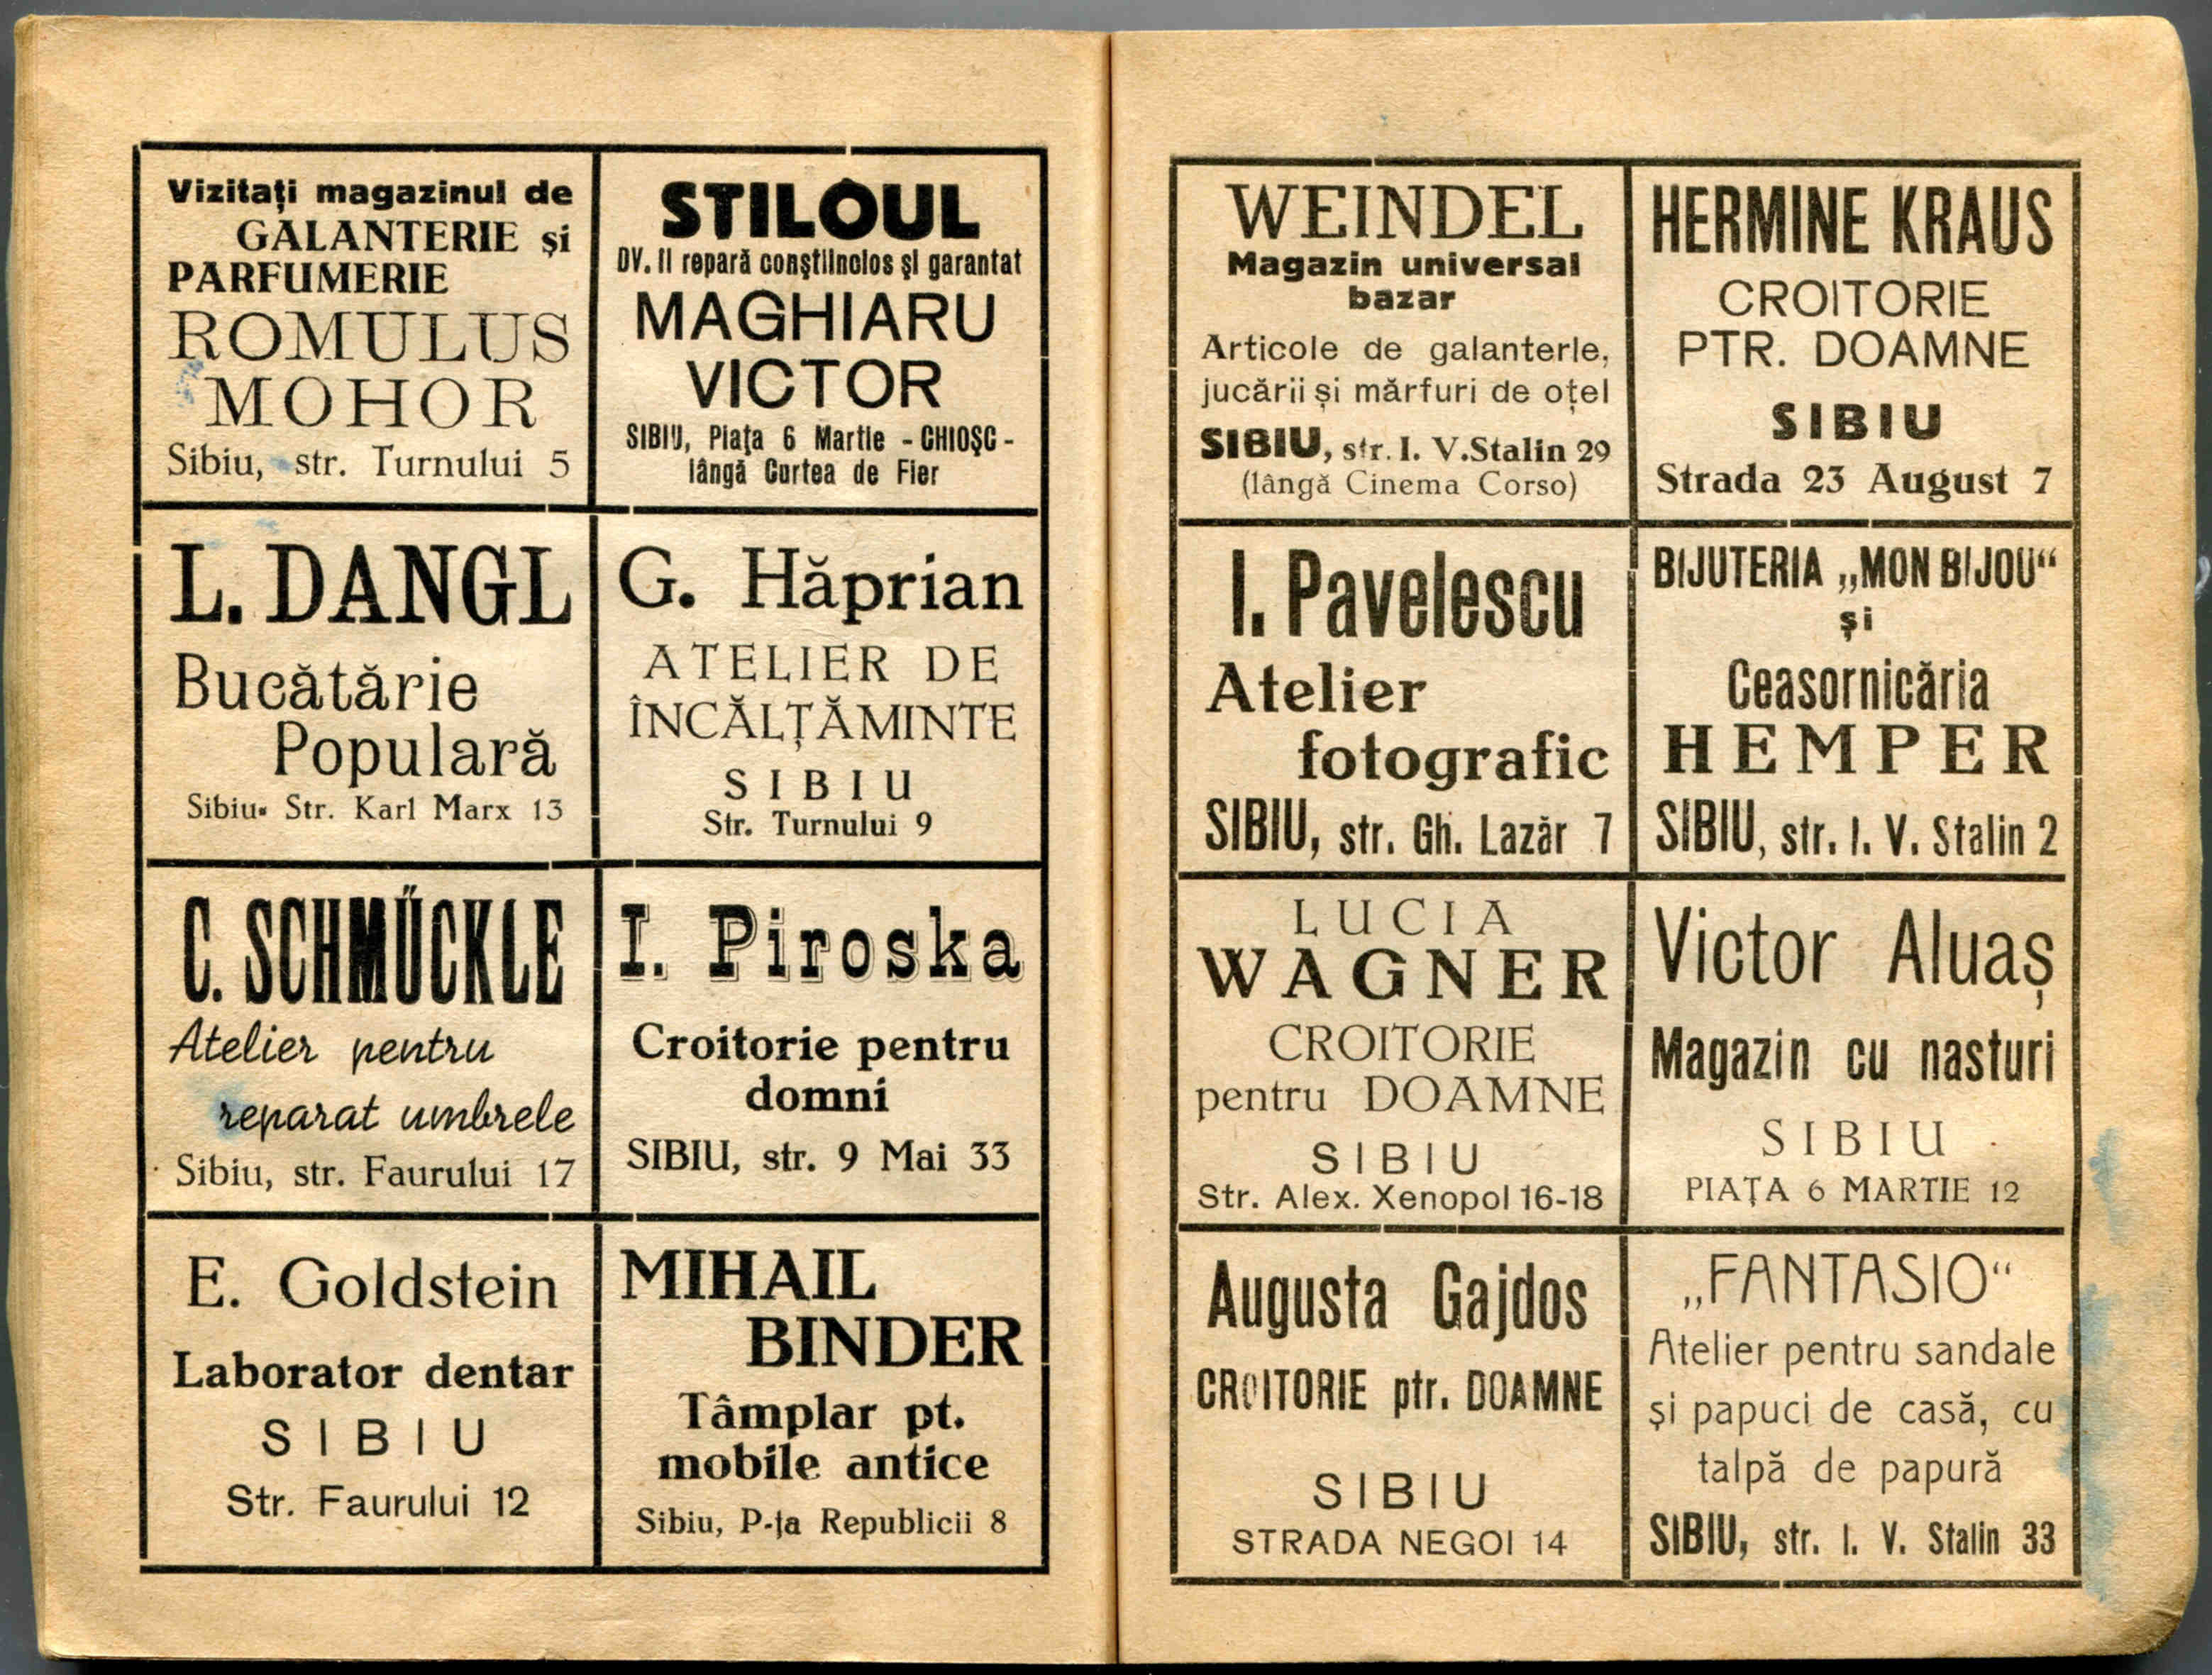 Vizitați magazinul de
GALANTERIE și
PARFUMERIE
ROMULUS
MOHOR
Sibiu, str. Turnului 5
STILOUL
DV. îl repară conștiincios și garantat
MAGHIARU
VICTOR
SIBIU, Piața 6 Martie - CHIOȘC -
lângă Curtea de Fier
L. DANGL
Bucătărie
Populară
Sibiu, Str. Karl Marx 13
G. Hăprian
ATELIER DE
ÎNCĂLȚĂMINTE
SIBIU
Str. Turnului 9
C. SCHMÜCKLE
Atelier pentru
reparat umbrele
Sibiu, str. Faurului 17
I. Piroska
Croitorie pentru
domni
SIBIU, str. 9 Mai 33
E. Goldstein
Laborator dentar
SIBIU
Str. Faurului 12
MIHAIL
BINDER
Tâmplar pt.
mobile antice
Sibiu, P-ța Republicii 8
WEINDEL
Magazin universal
bazar
Articole de galanterie,
jucării și mărfuri de oțel
SIBIU, str. I. V. Stalin 29
(lângă Cinema Corso)
HERMINE KRAUS
CROITORIE
PTR. DOAMNE
SIBIU
Strada 23 August 7
I. Pavelescu
Atelier
fotografic
SIBIU, str. Gh. Lazăr 7
BIJUTERIA „MON BIJOU“
și
Ceasornicăria
HEMPER
SIBIU, str. I. V. Stalin 2
LUCIA
WAGNER
CROITORIE
pentru DOAMNE
SIBIU
Str. Alex. Xenopol 16-18
Victor Aluaș
Magazin cu nasturi
SIBIU
PIAȚA 6 MARTIE 12
Augusta Gajdos
CROITORIE ptr. DOAMNE
SIBIU
STRADA NEGOI 14
„FANTASIO“
Atelier pentru sandale
și papuci de casă, cu
talpă de papură
SIBIU, str. I. V. Stalin 33